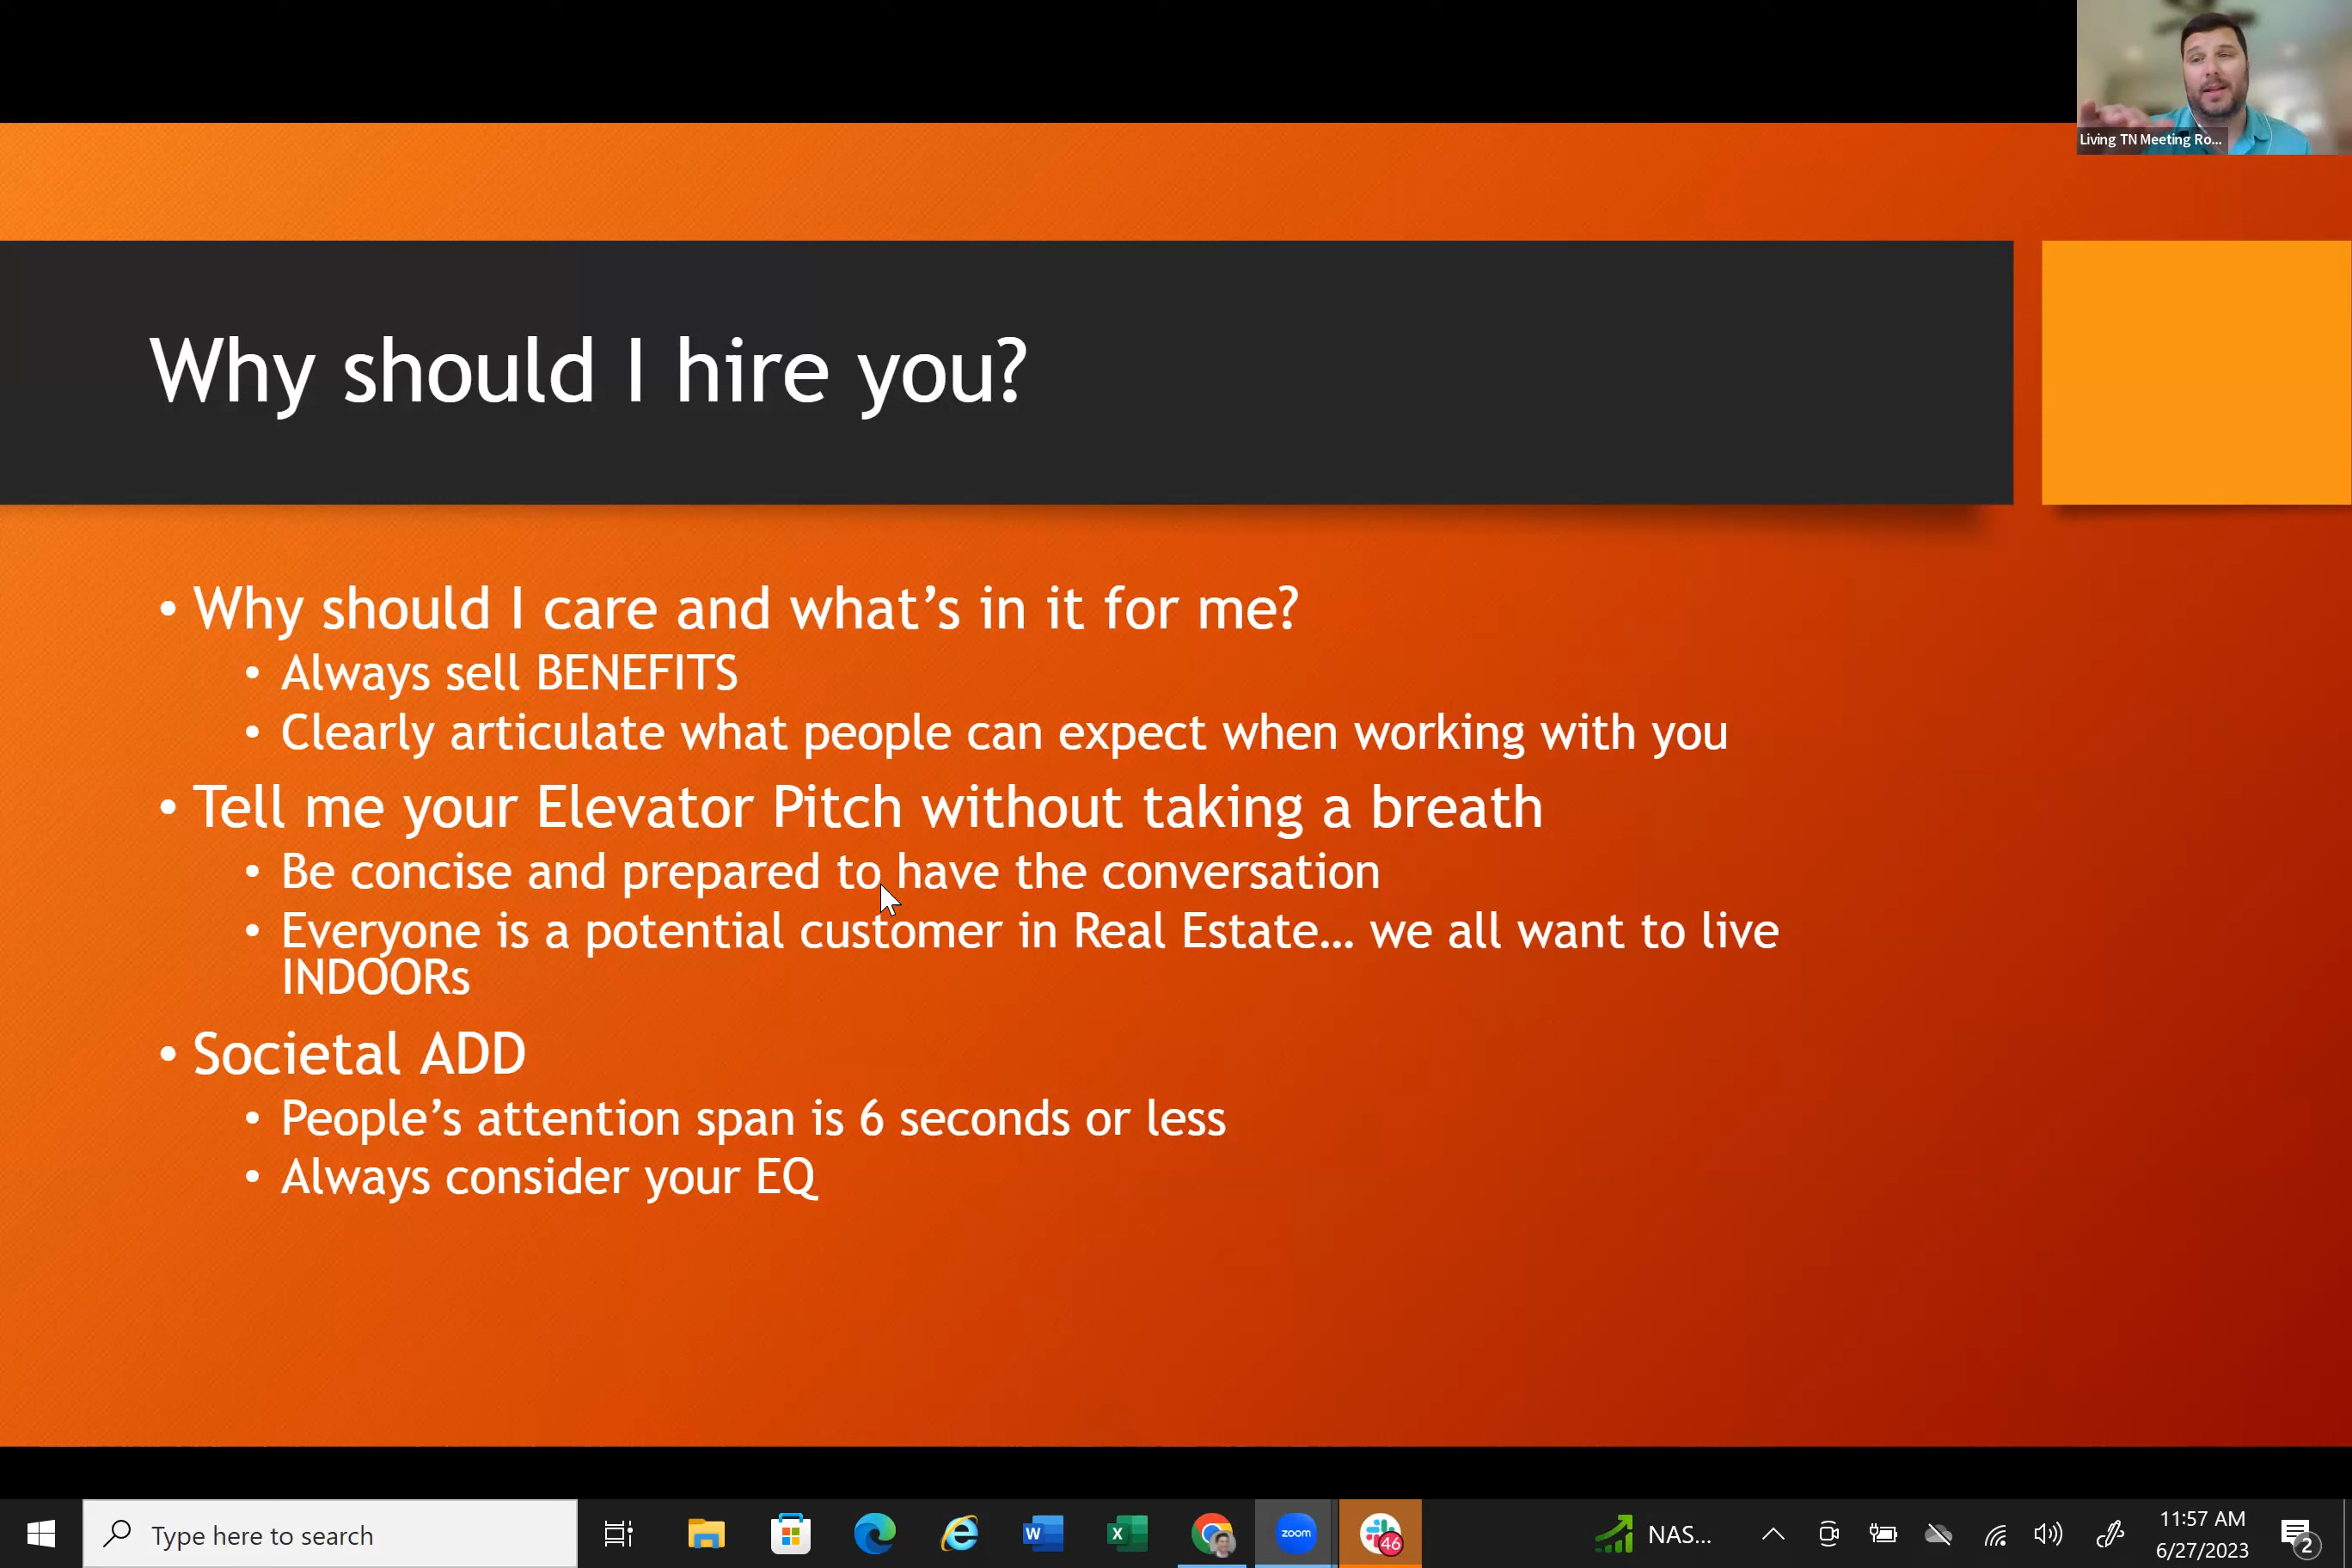 Living TN Meeting Ro...
Why should I hire you?
• Why should I care and what’s in it for me?
• Always sell BENEFITS
• Clearly articulate what people can expect when working with you
• Tell me your Elevator Pitch without taking a breath
• Be concise and prepared to have the conversation
• Everyone is a potential customer in Real Estate… we all want to live
INDOORs
• Societal ADD
• People’s attention span is 6 seconds or less
• Always consider your EQ
Type here to search
W
X
zoom
46
NAS...
11:57 AM
6/27/2023
2